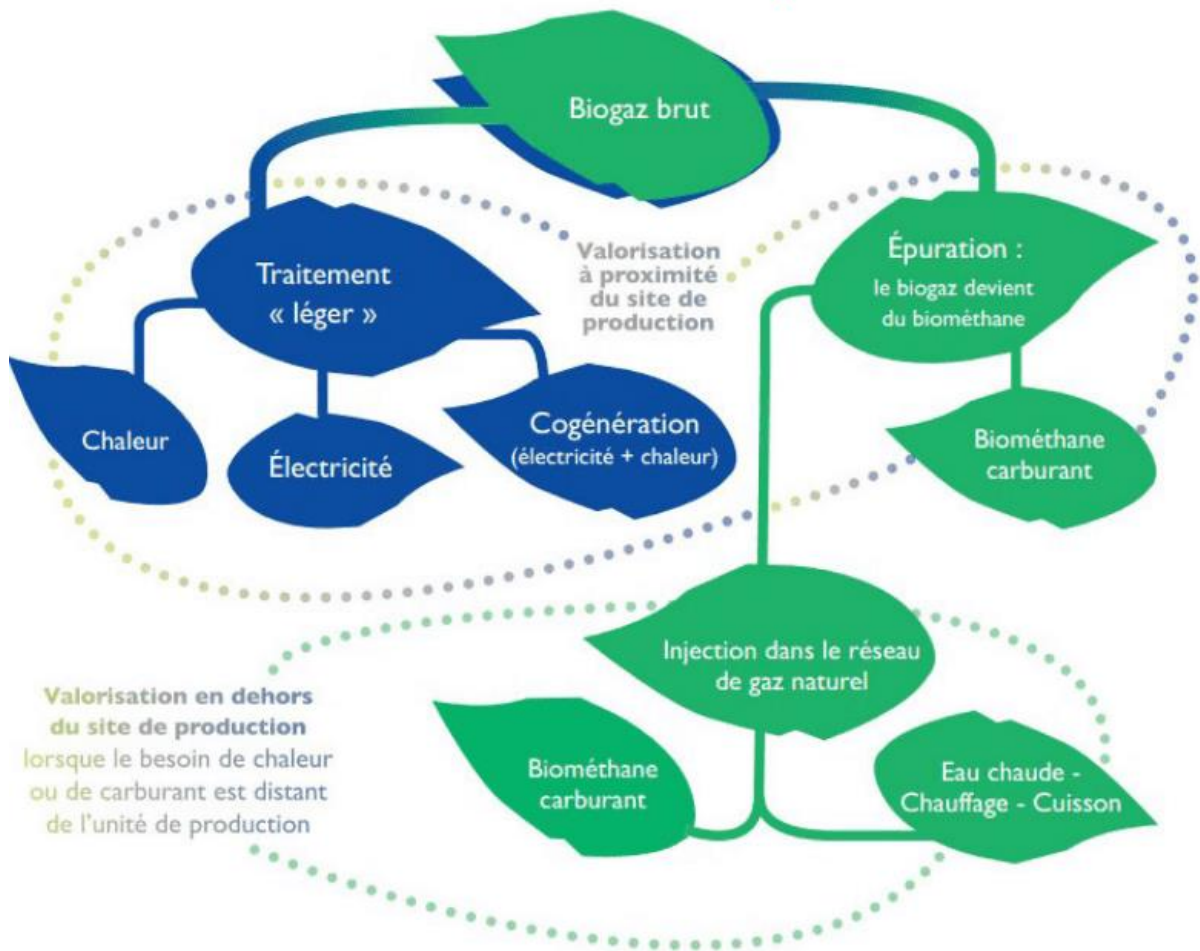 Biogaz brut
Valorisation
à proximité
du site de
production
Traitement
« léger »
Chaleur
Électricité
Cogénération
(électricité + chaleur)
Épuration :
le biogaz devient
du biométhane
Biométhane
carburant
Injection dans le réseau
de gaz naturel
Valorisation en dehors
du site de production
lorsque le besoin de chaleur
ou de carburant est distant
de l'unité de production
Biométhane
carburant
Eau chaude -
Chauffage - Cuisson